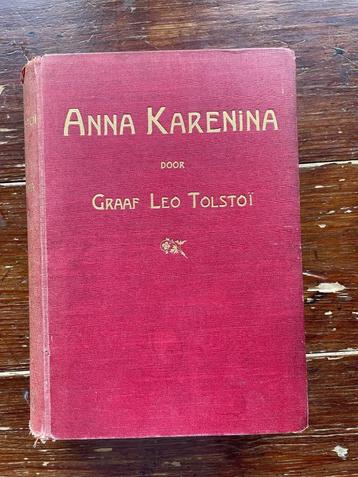 ANNA KARENINA
DOOR
GRAAF LEO TOLSTOÏ